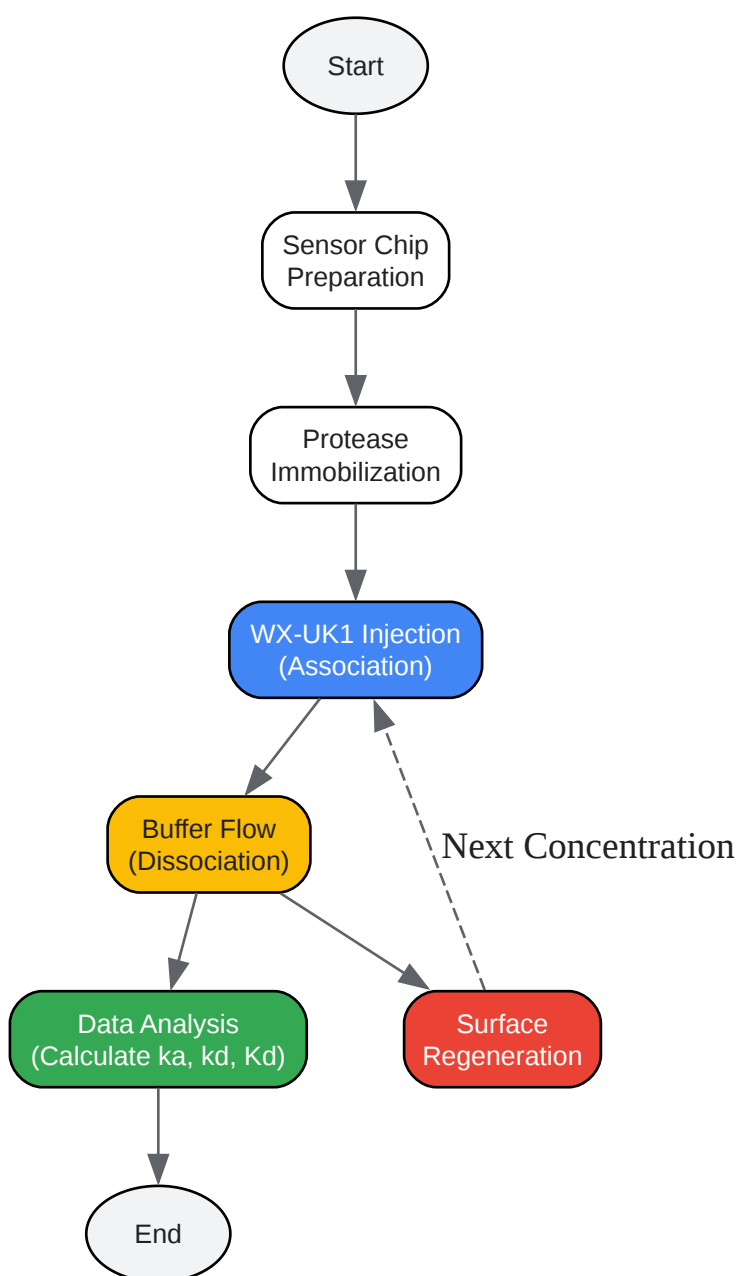 Start
Sensor Chip
Preparation
Protease
Immobilization
WX-UK1 Injection
(Association)
Buffer Flow
(Dissociation)
Next Concentration
Data Analysis
(Calculate ka, kd, Kd)
Surface
Regeneration
End